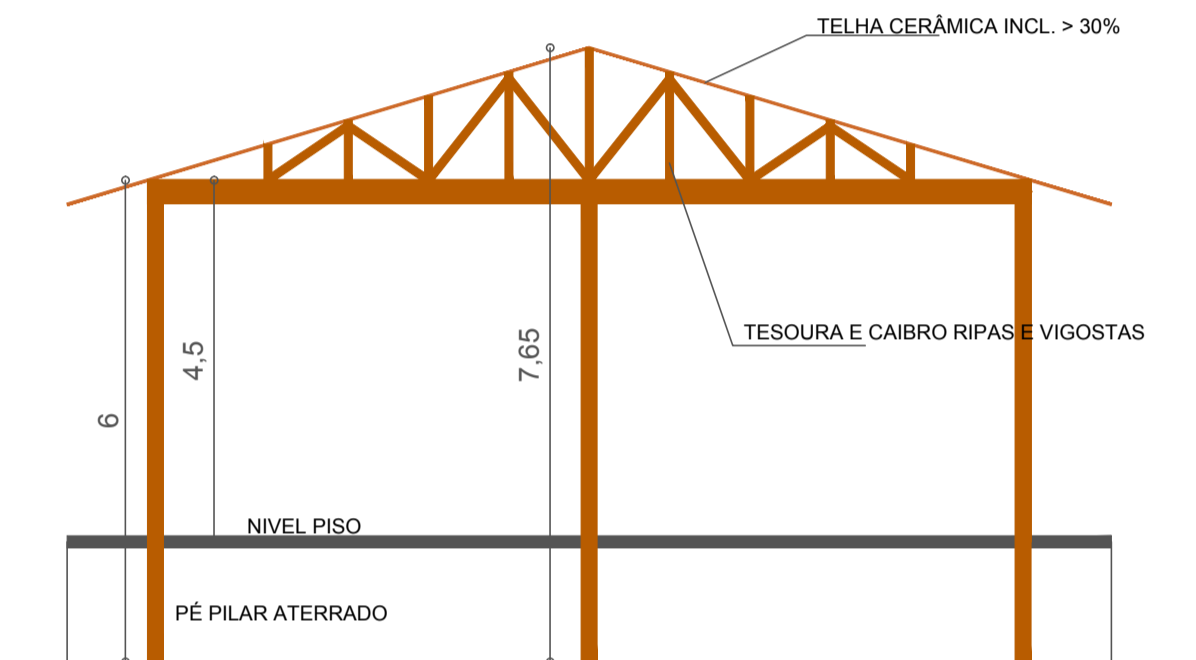 TELHA CERÂMICA INCL. > 30%
TESOURA E CAIBRO RIPAS E VIGOSTAS
7,65
4,5
6
NIVEL PISO
PÉ PILAR ATERRADO